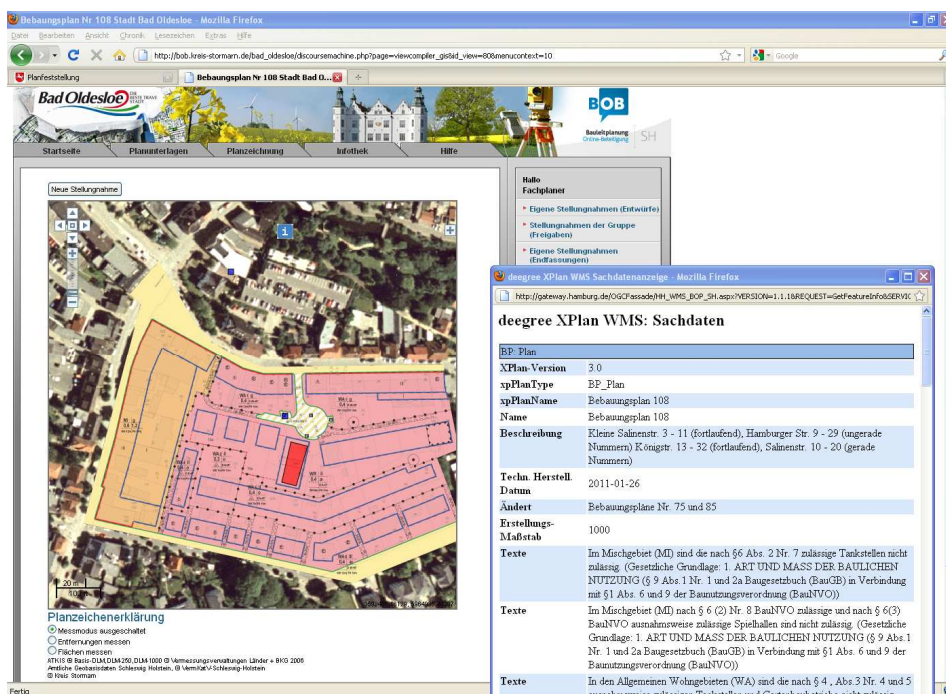 Bebaungsplan Nr 108 Stadt Bad Oldesloe - Mozilla Firefox
Datei Bearbeiten Ansicht Chronik Lesezeichen Extras Hilfe
http://bob.kreis-stormarn.de/bad_oldesloe/discoursemachine.php?page=viewcompiler_gis&id_view=80&menucontext=10
Google
Planfeststellung
Bebaungsplan Nr 108 Stadt Bad O...
Bad Oldesloe
DIE BESTE TRAVE STADT
BOB
Bauleitplanung
Online-Beteiligung
SH
Startseite Planunterlagen Planzeichnung Infothek Hilfe
Neue Stellungnahme
Hallo
Fachplaner
Eigene Stellungnahmen (Entwürfe)
Stellungnahmen der Gruppe
(Freigaben)
Eigene Stellungnahmen
(Endfassungen)
i
20 m
Planzeichenerklärung
Messmodus ausgeschaltet
Entfernungen messen
Flächen messen
ATKIS @ Basis-DLM,DLM250,DLM1000 @ Vermessungsverwaltungen Länder + BKG 2006
Amtliche Geobasisdaten Schleswig Holstein, @ VermKatV-Schleswig-Holstein
@ Kreis Stormarn
Fertig
deegree XPlan WMS Sachdatenanzeige - Mozilla Firefox
http://gateway.hamburg.de/OGCFassade/HH_WMS_BOP_SH.aspx?VERSION=1.1.1&REQUEST=GetFeatureInfo&SERVIC
deegree XPlan WMS: Sachdaten
BP: Plan
XPlan-Version 3.0
xpPlanType BP_Plan
xpPlanName Bebauungsplan 108
Name Bebauungsplan 108
Beschreibung Kleine Salinenstr. 3 - 11 (fortlaufend), Hamburger Str. 9 - 29 (ungerade
Nummern) Königstr. 13 - 32 (fortlaufend), Salinenstr. 10 - 20 (gerade
Nummern)
Techn. Herstell.
Datum 2011-01-26
Ändert Bebauungspläne Nr. 75 und 85
Erstellungs-
Maßstab 1000
Texte Im Mischgebiet (MI) sind die nach §6 Abs. 2 Nr. 7 zulässige Tankstellen nicht
zulässig. (Gesetzliche Grundlage: 1. ART UND MASS DER BAULICHEN
NUTZUNG (§ 9 Abs.1 Nr. 1 und 2a Baugesetzbuch (BauGB) in Verbindung
mit §1 Abs. 6 und 9 der Baunutzungsverordnung (BauNVO))
Texte Im Mischgebiet (MI) nach § 6 (2) Nr. 8 BauNVO zulässige und nach § 6(3)
BauNVO ausnahmsweise zulässige Spielhallen sind nicht zulässig. (Gesetzliche
Grundlage: 1. ART UND MASS DER BAULICHEN NUTZUNG (§ 9 Abs.1
Nr. 1 und 2a Baugesetzbuch (BauGB) in Verbindung mit §1 Abs. 6 und 9 der
Baunutzungsverordnung (BauNVO))
Texte In den Allgemeinen Wohngebieten (WA) sind die nach § 4 , Abs.3 Nr. 4 und 5